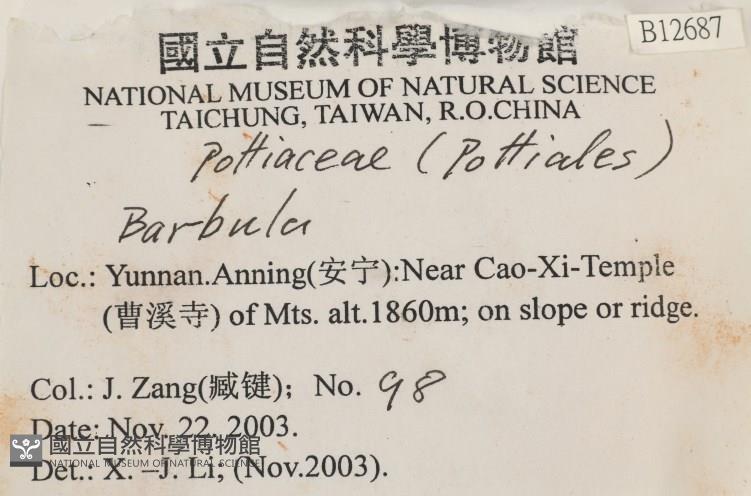 B12687
國立自然科學博物館
NATIONAL MUSEUM OF NATURAL SCIENCE
TAICHUNG, TAIWAN, R.O.CHINA
Pottiaceae (Pottiales)
Barbula
Loc.: Yunnan.Anning(安宁):Near Cao-Xi-Temple
(曹溪寺) of Mts. alt.1860m; on slope or ridge.
Col.: J. Zang(臧键); No. 98
Date: Nov. 22, 2003.
國立自然科學博物館
NATIONAL MUSEUM OF NATURAL SCIENCE
Det.: X. –J. Li, (Nov.2003).